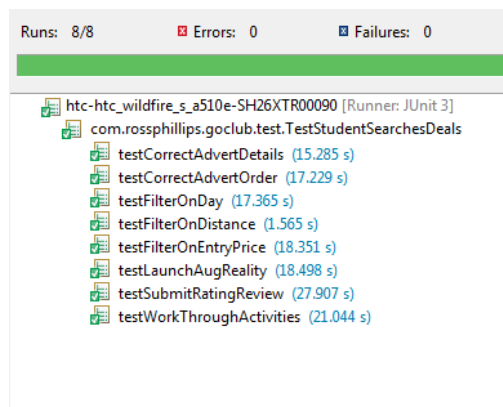 Runs: 8/8 Errors: 0 Failures: 0
htc-htc_wildfire_s_a510e-SH26XTR00090 [Runner: JUnit 3]
com.rossphillips.goclub.test.TestStudentSearchesDeals
testCorrectAdvertDetails (15.285 s)
testCorrectAdvertOrder (17.229 s)
testFilterOnDay (17.365 s)
testFilterOnDistance (1.565 s)
testFilterOnEntryPrice (18.351 s)
testLaunchAugReality (18.498 s)
testSubmitRatingReview (27.907 s)
testWorkThroughActivities (21.044 s)